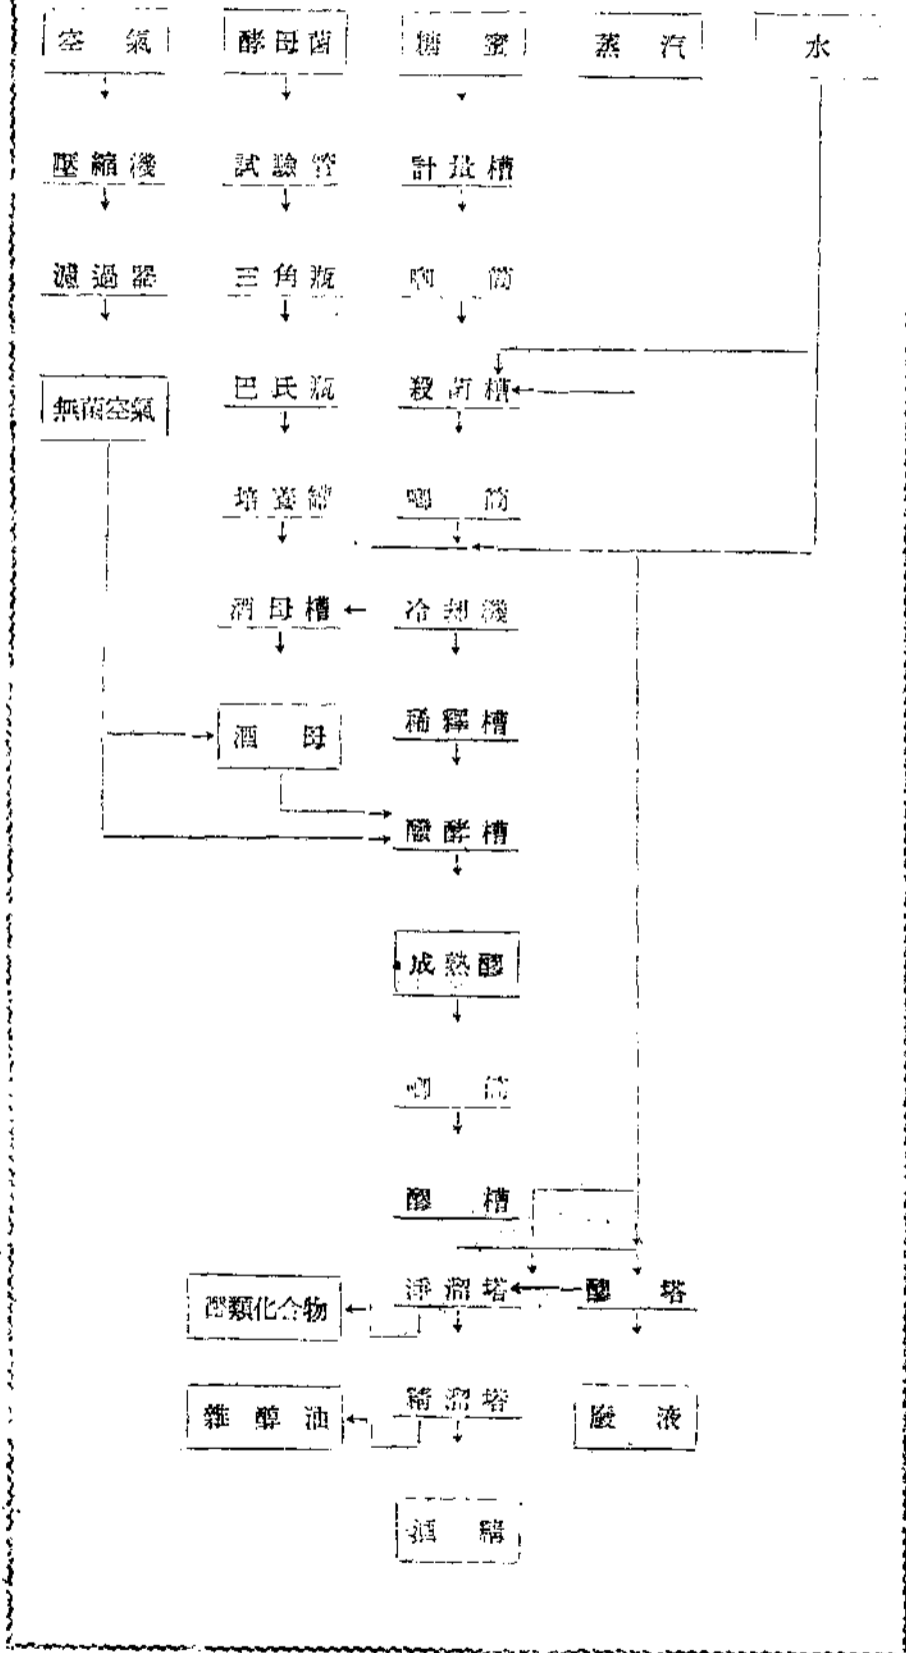 空氣 酵母菌 糖蜜 蒸汽 水
壓縮機 試驗管 計量槽
濾過器 三角瓶 唧筒
無菌空氣 巴氏瓶 殺菌槽
培養罐 唧筒
酒母槽 冷却機
酒母 稀釋槽
醱酵槽
成熟醪
唧筒
醪槽
淨溜塔 醪塔
類化合物
精溜塔
雜醇油 廢液
酒精